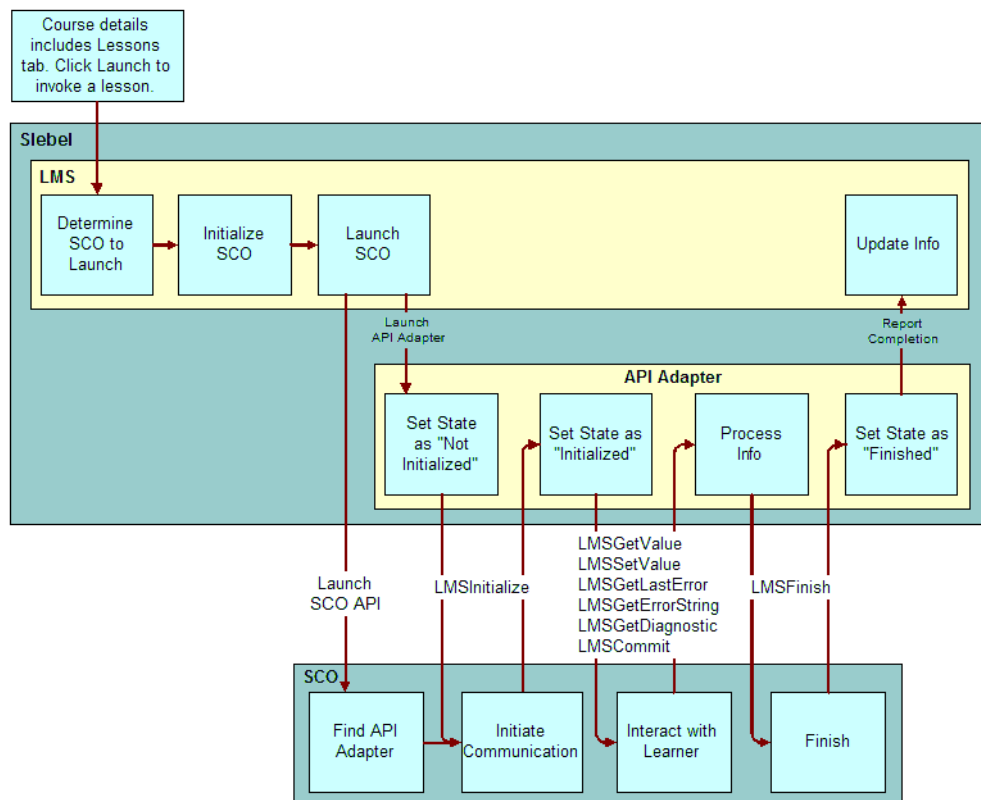 Course details
includes Lessons
tab. Click Launch to
invoke a lesson.
Siebel
LMS
Determine
SCO to
Launch
Initialize
SCO
Launch
SCO
Update Info
Launch
API Adapter
Report
Completion
API Adapter
Set State
as "Not
Initialized"
Set State as
"Initialized"
Process
Info
Set State as
"Finished"
Launch
SCO API
LMSInitialize
LMSGetValue
LMSSetValue
LMSGetLastError
LMSGetErrorString
LMSGetDiagnostic
LMSCommit
LMSFinish
SCO
Find API
Adapter
Initiate
Communication
Interact with
Learner
Finish